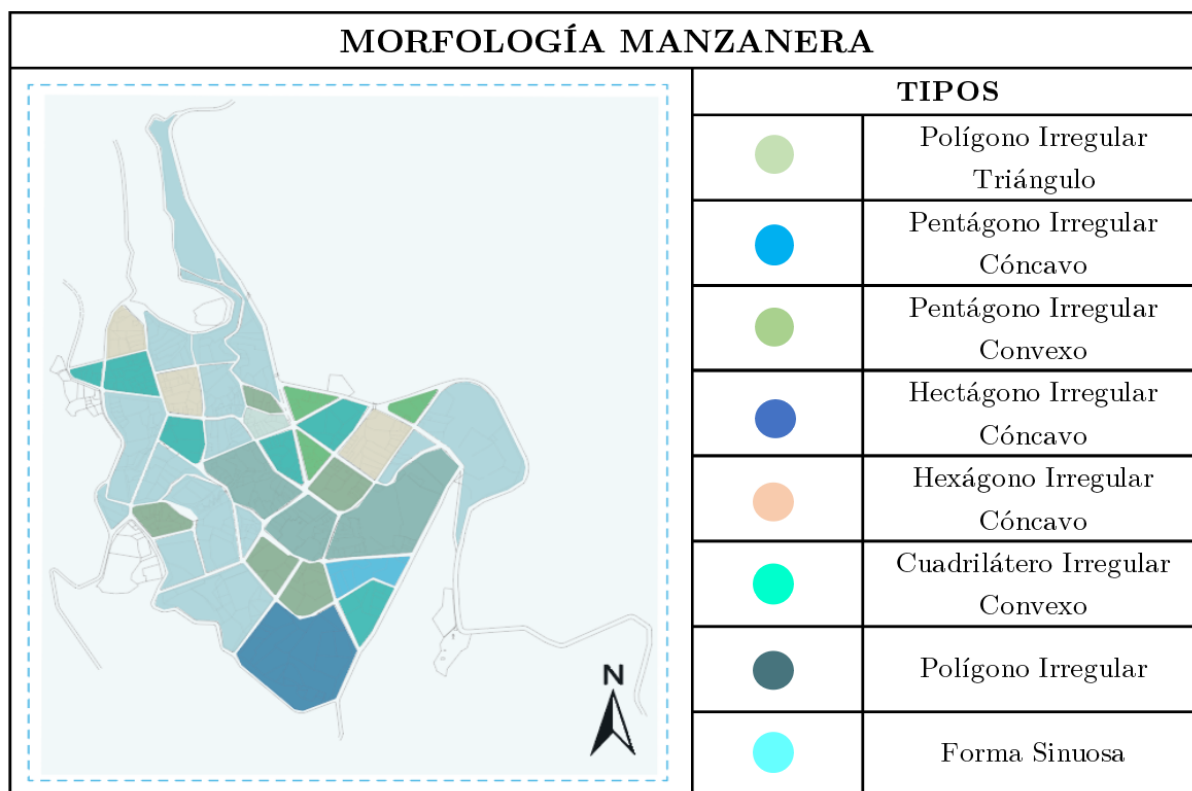 MORFOLOGÍA MANZANERA
TIPOS
Polígono Irregular
Triángulo
Pentágono Irregular
Cóncavo
Pentágono Irregular
Convexo
Hectágono Irregular
Cóncavo
Hexágono Irregular
Cóncavo
Cuadrilátero Irregular
Convexo
Polígono Irregular
Forma Sinuosa
N